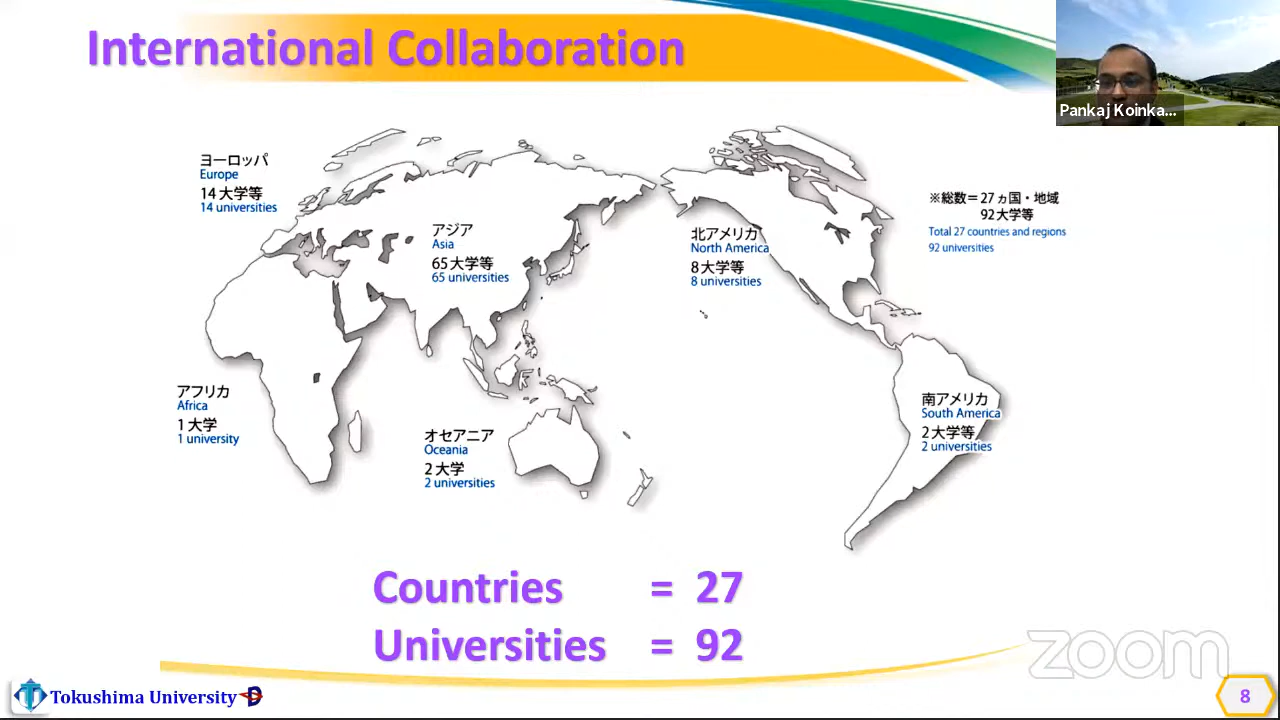 International Collaboration
Pankaj Koinka...
ヨーロッパ
Europe
14大学等
14 universities
アジア
Asia
65大学等
65 universities
北アメリカ
North America
8大学等
8 universities
※総数=27ヵ国・地域
92大学等
Total 27 countries and regions
92 universities
アフリカ
Africa
1大学
1 university
オセアニア
Oceania
2大学
2 universities
南アメリカ
South America
2大学等
2 universities
Countries = 27
Universities = 92
zoom
Tokushima University
8